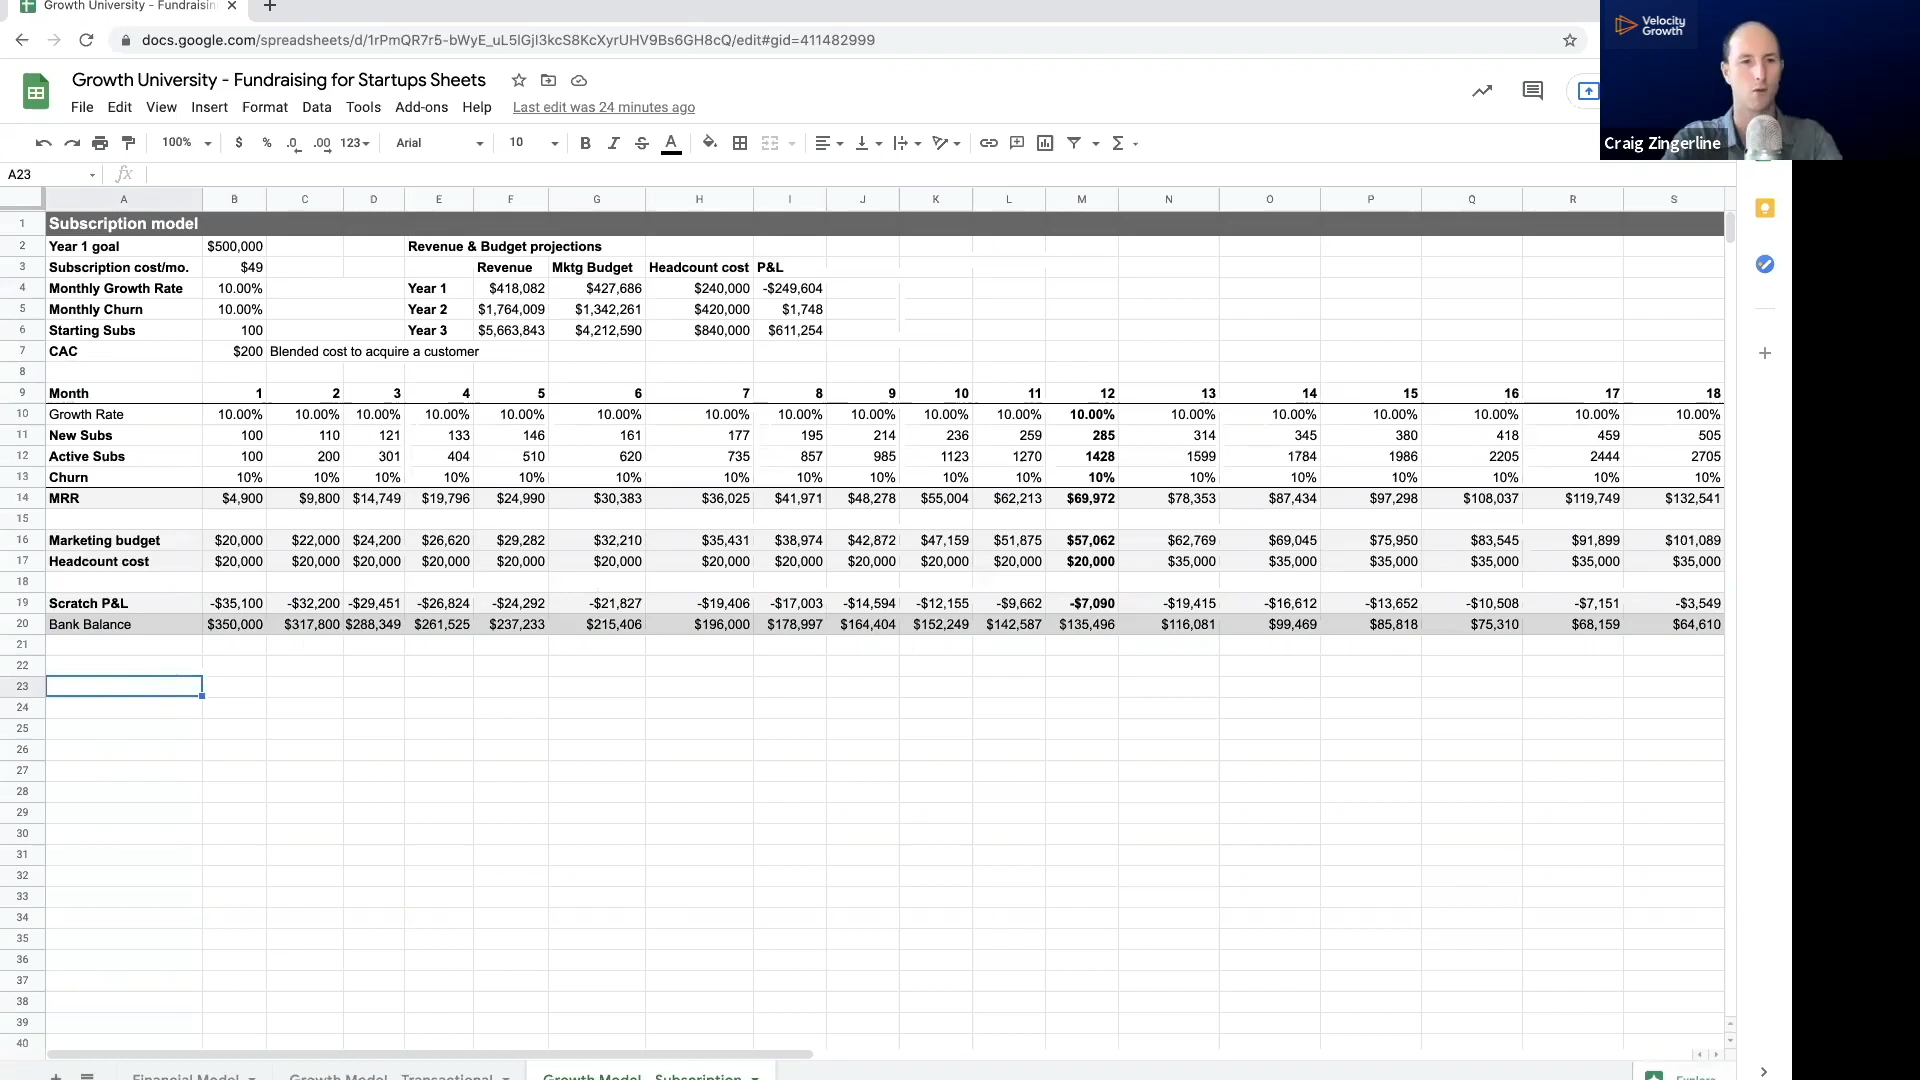 Growth University - Fundraisin
docs.google.com/spreadsheets/d/1rPmQR7r5-bWyE_uL5lGjl3kcS8KcXyrUHV9Bs6GH8cQ/edit#gid=411482999
Velocity
Growth
Craig Zingerline
Growth University - Fundraising for Startups Sheets
File Edit View Insert Format Data Tools Add-ons Help Last edit was 24 minutes ago
100% $ % .0 .00 123 Arial 10 B I S A
A23 fx
A B C D E F G H I J K L M N O P Q R S
1 Subscription model
2 Year 1 goal $500,000 Revenue & Budget projections
3 Subscription cost/mo. $49 Revenue Mktg Budget Headcount cost P&L
4 Monthly Growth Rate 10.00% Year 1 $418,082 $427,686 $240,000 -$249,604
5 Monthly Churn 10.00% Year 2 $1,764,009 $1,342,261 $420,000 $1,748
6 Starting Subs 100 Year 3 $5,663,843 $4,212,590 $840,000 $611,254
7 CAC $200 Blended cost to acquire a customer
8
9 Month 1 2 3 4 5 6 7 8 9 10 11 12 13 14 15 16 17 18
10 Growth Rate 10.00% 10.00% 10.00% 10.00% 10.00% 10.00% 10.00% 10.00% 10.00% 10.00% 10.00% 10.00% 10.00% 10.00% 10.00% 10.00% 10.00% 10.00%
11 New Subs 100 110 121 133 146 161 177 195 214 236 259 285 314 345 380 418 459 505
12 Active Subs 100 200 301 404 510 620 735 857 985 1123 1270 1428 1599 1784 1986 2205 2444 2705
13 Churn 10% 10% 10% 10% 10% 10% 10% 10% 10% 10% 10% 10% 10% 10% 10% 10% 10% 10%
14 MRR $4,900 $9,800 $14,749 $19,796 $24,990 $30,383 $36,025 $41,971 $48,278 $55,004 $62,213 $69,972 $78,353 $87,434 $97,298 $108,037 $119,749 $132,541
15
16 Marketing budget $20,000 $22,000 $24,200 $26,620 $29,282 $32,210 $35,431 $38,974 $42,872 $47,159 $51,875 $57,062 $62,769 $69,045 $75,950 $83,545 $91,899 $101,089
17 Headcount cost $20,000 $20,000 $20,000 $20,000 $20,000 $20,000 $20,000 $20,000 $20,000 $20,000 $20,000 $20,000 $35,000 $35,000 $35,000 $35,000 $35,000 $35,000
18
19 Scratch P&L -$35,100 -$32,200 -$29,451 -$26,824 -$24,292 -$21,827 -$19,406 -$17,003 -$14,594 -$12,155 -$9,662 -$7,090 -$19,415 -$16,612 -$13,652 -$10,508 -$7,151 -$3,549
20 Bank Balance $350,000 $317,800 $288,349 $261,525 $237,233 $215,406 $196,000 $178,997 $164,404 $152,249 $142,587 $135,496 $116,081 $99,469 $85,818 $75,310 $68,159 $64,610
21
22
23
24
25
26
27
28
29
30
31
32
33
34
35
36
37
38
39
40
Financial Model Growth Model - Transactional Growth Model - Subscription Explore